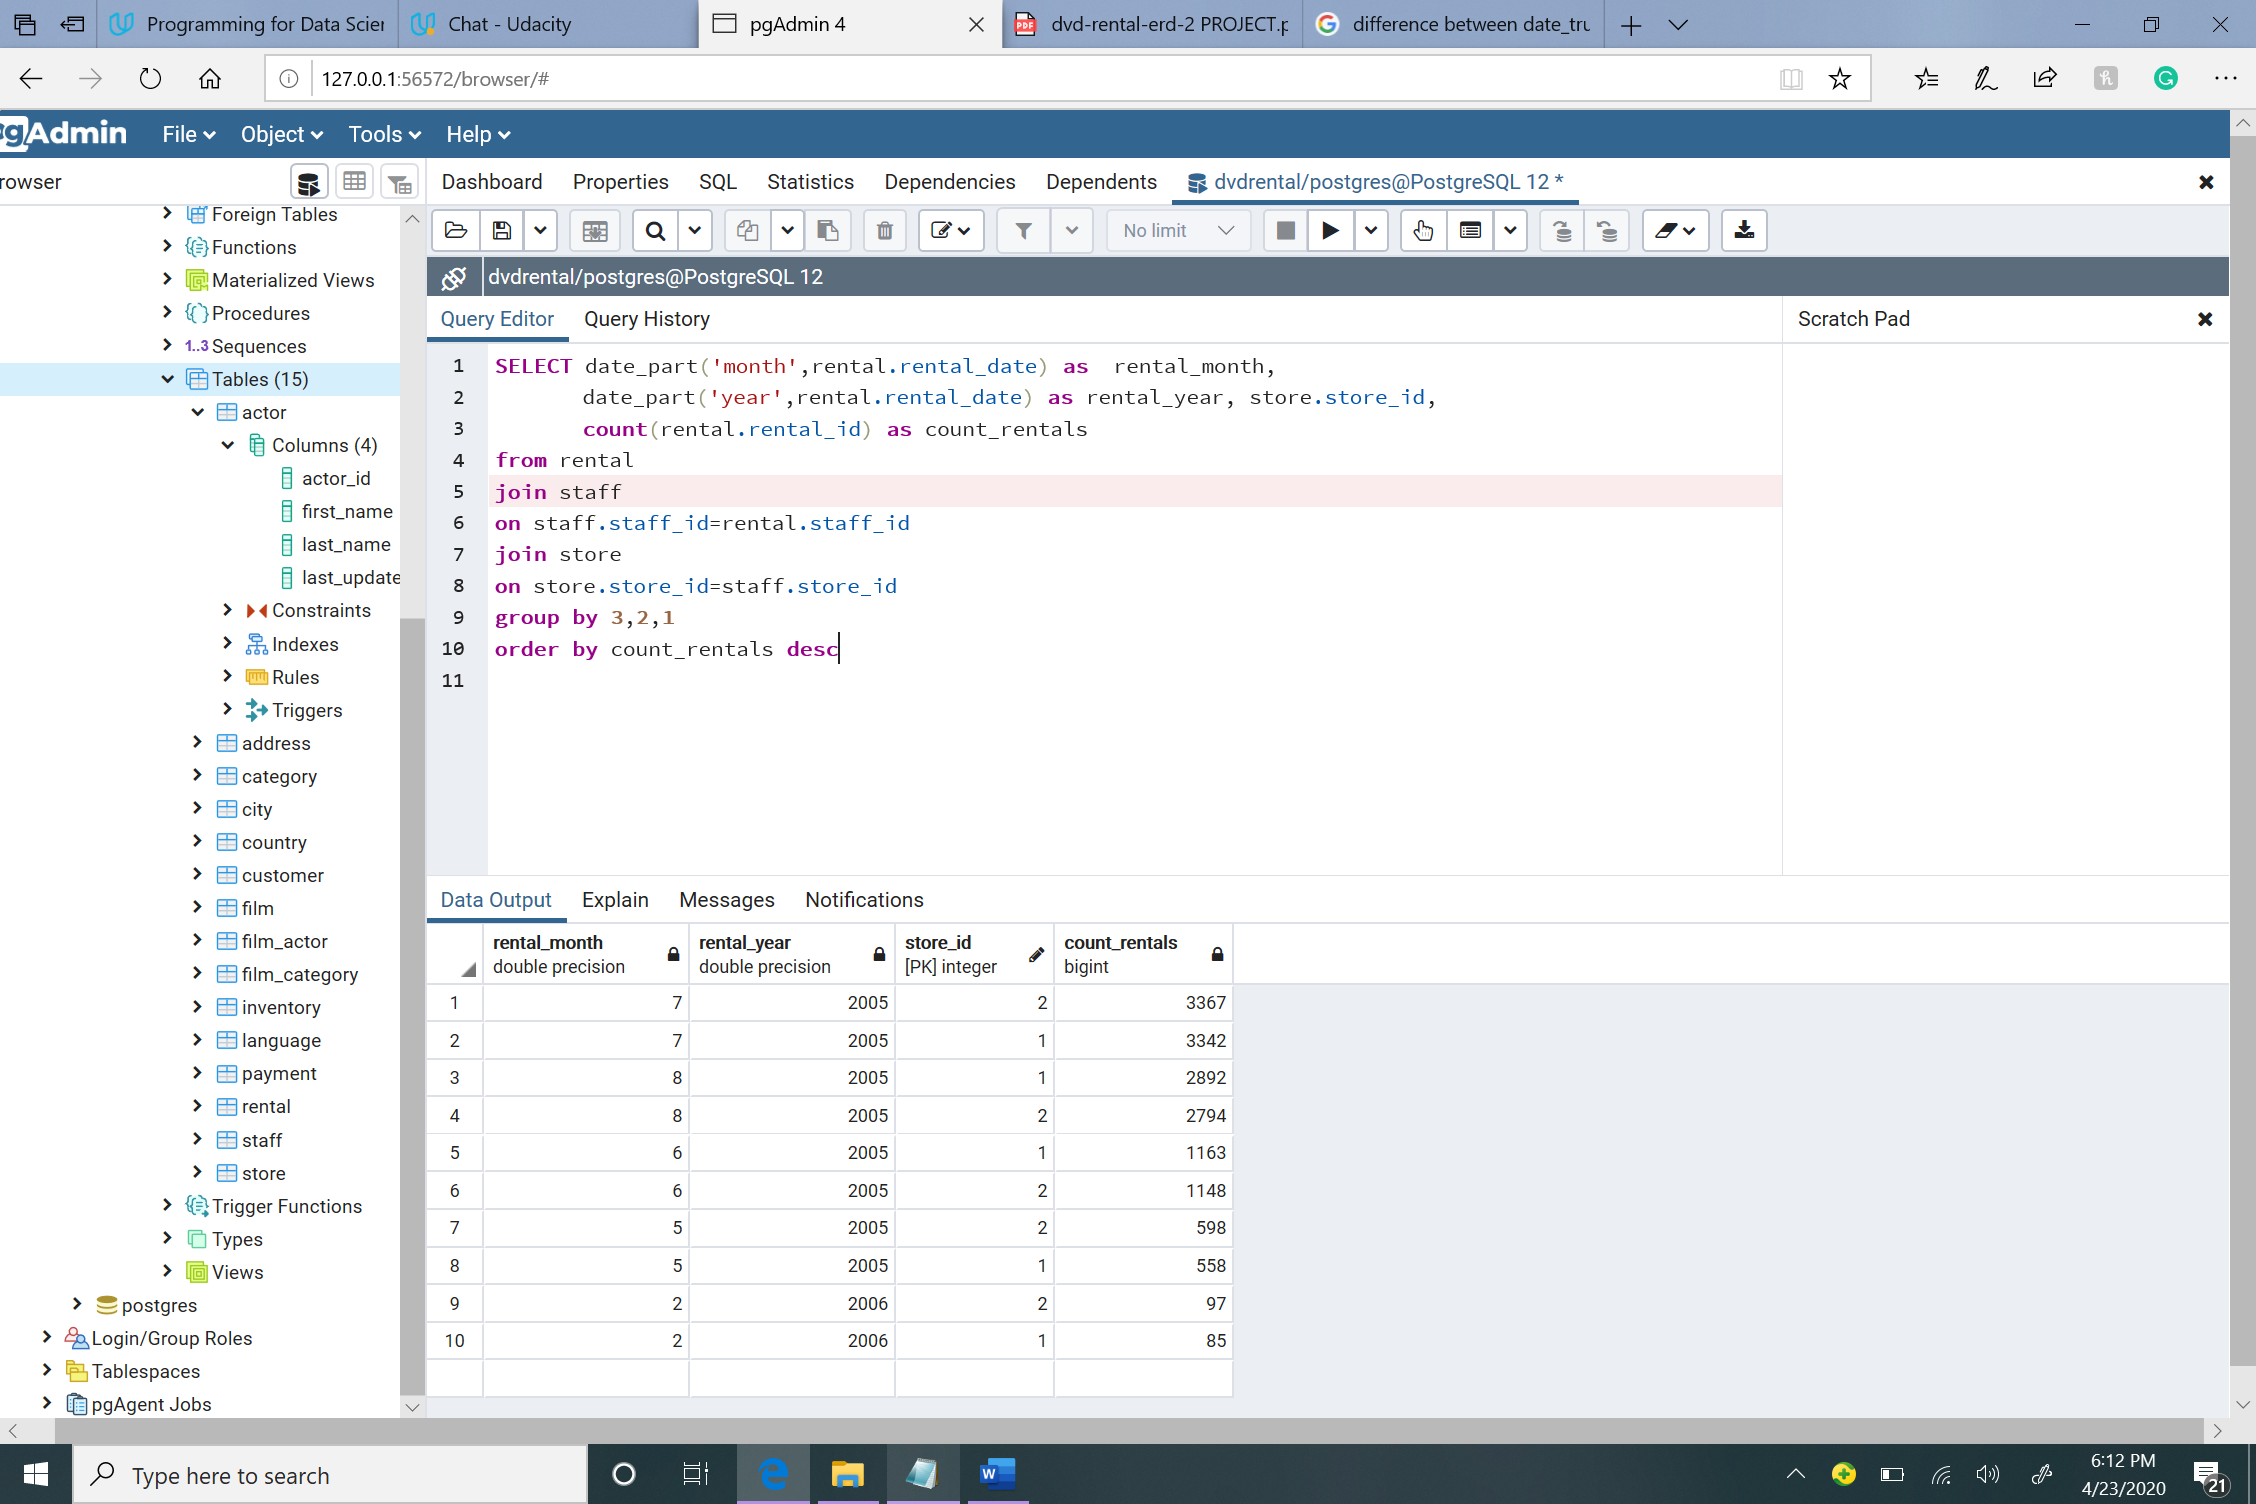 Programming for Data Scier
Chat - Udacity
pgAdmin 4
dvd-rental-erd-2 PROJECT.p
difference between date_tru
127.0.0.1:56572/browser/#
pgAdmin
File
Object
Tools
Help
rowser
Dashboard
Properties
SQL
Statistics
Dependencies
Dependents
dvdrental/postgres@PostgreSQL 12 *
No limit
dvdrental/postgres@PostgreSQL 12
Query Editor
Query History
Scratch Pad
1 SELECT date_part('month',rental.rental_date) as  rental_month,
2 date_part('year',rental.rental_date) as rental_year, store.store_id,
3 count(rental.rental_id) as count_rentals
4 from rental
5 join staff
6 on staff.staff_id=rental.staff_id
7 join store
8 on store.store_id=staff.store_id
9 group by 3,2,1
10 order by count_rentals desc
11
Foreign Tables
Functions
Materialized Views
Procedures
1..3 Sequences
Tables (15)
actor
Columns (4)
actor_id
first_name
last_name
last_update
Constraints
Indexes
Rules
Triggers
address
category
city
country
customer
film
film_actor
film_category
inventory
language
payment
rental
staff
store
Trigger Functions
Types
Views
postgres
Login/Group Roles
Tablespaces
pgAgent Jobs
Data Output
Explain
Messages
Notifications
rental_month rental_year store_id count_rentals
double precision double precision [PK] integer bigint
1 7 2005 2 3367
2 7 2005 1 3342
3 8 2005 1 2892
4 8 2005 2 2794
5 6 2005 1 1163
6 6 2005 2 1148
7 5 2005 2 598
8 5 2005 1 558
9 2 2006 2 97
10 2 2006 1 85
Type here to search
6:12 PM
4/23/2020
21